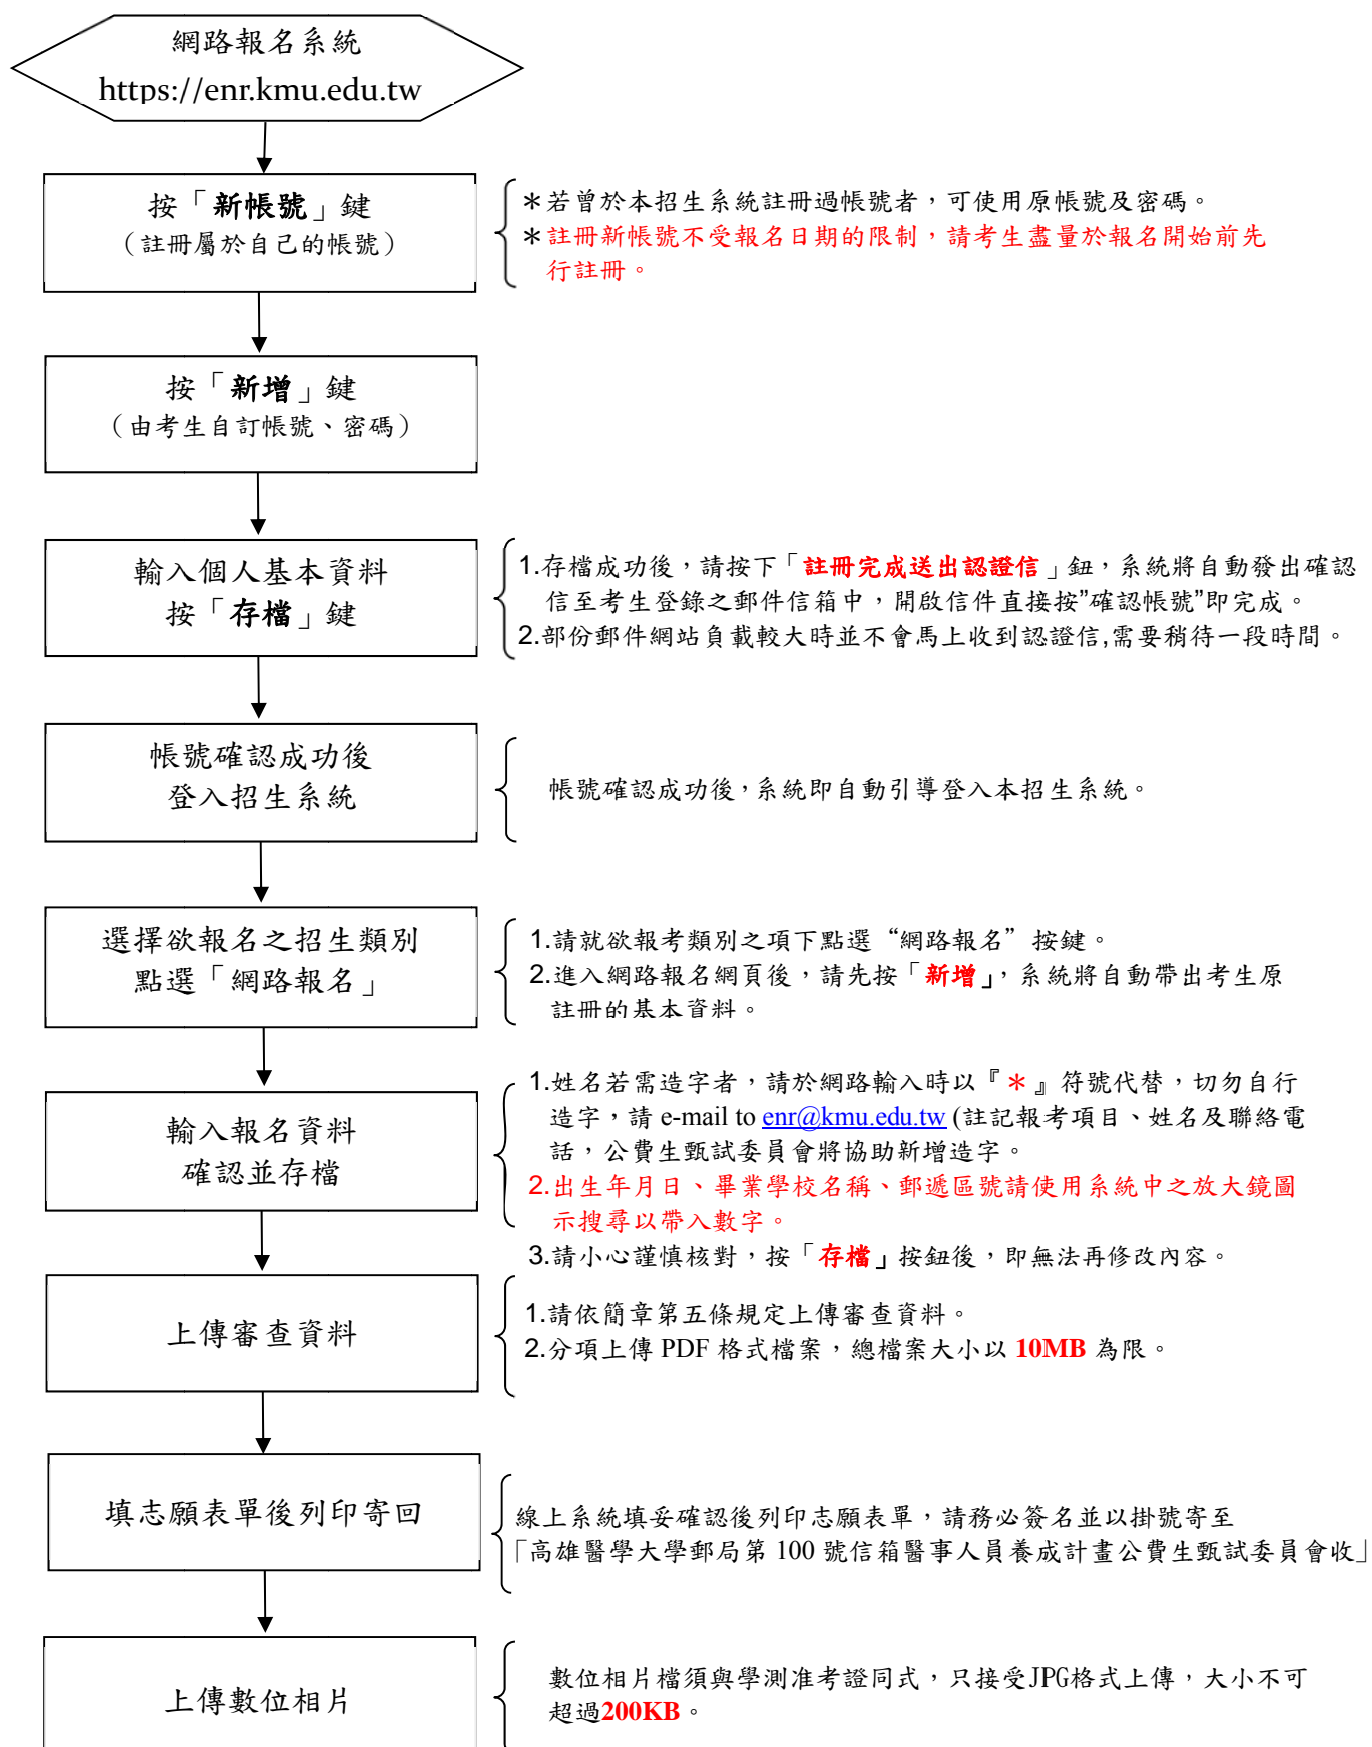 網路報名系統
https://enr.kmu.edu.tw
按「新帳號」鍵
（註冊屬於自己的帳號）
＊若曾於本招生系統註冊過帳號者，可使用原帳號及密碼。
＊註冊新帳號不受報名日期的限制，請考生盡量於報名開始前先
行註冊。
按「新增」鍵
（由考生自訂帳號、密碼）
輸入個人基本資料
按「存檔」鍵
1.存檔成功後，請按下「註冊完成送出認證信」鈕，系統將自動發出確認
信至考生登錄之郵件信箱中，開啟信件直接按”確認帳號”即完成。
2.部份郵件網站負載較大時並不會馬上收到認證信,需要稍待一段時間。
帳號確認成功後
登入招生系統
帳號確認成功後，系統即自動引導登入本招生系統。
選擇欲報名之招生類別
點選「網路報名」
1.請就欲報考類別之項下點選“網路報名”按鍵。
2.進入網路報名網頁後，請先按「新增」，系統將自動帶出考生原
註冊的基本資料。
輸入報名資料
確認並存檔
1.姓名若需造字者，請於網路輸入時以『＊』符號代替，切勿自行
造字，請 e-mail to enr@kmu.edu.tw (註記報考項目、姓名及聯絡電
話，公費生甄試委員會將協助新增造字。
2.出生年月日、畢業學校名稱、郵遞區號請使用系統中之放大鏡圖
示搜尋以帶入數字。
3.請小心謹慎核對，按「存檔」按鈕後，即無法再修改內容。
上傳審查資料
1.請依簡章第五條規定上傳審查資料。
2.分項上傳 PDF 格式檔案，總檔案大小以 10MB 為限。
填志願表單後列印寄回
線上系統填妥確認後列印志願表單，請務必簽名並以掛號寄至
「高雄醫學大學郵局第 100 號信箱醫事人員養成計畫公費生甄試委員會收」
上傳數位相片
數位相片檔須與學測准考證同式，只接受JPG格式上傳，大小不可
超過200KB。